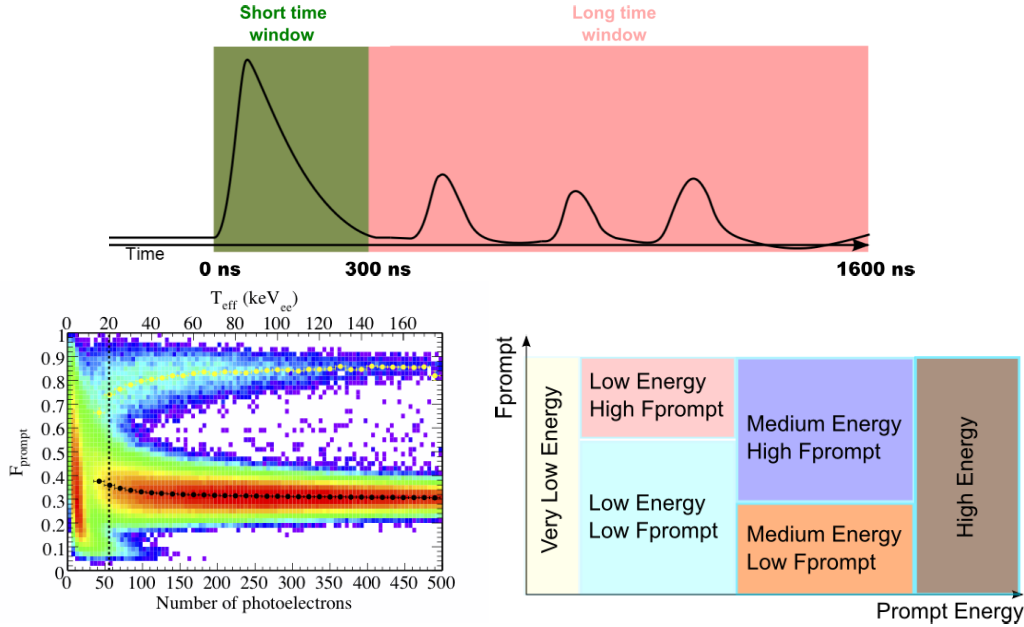 Short time
window
Long time
window
Time
0 ns
300 ns
1600 ns
T_eff (keV_ee)
0 20 40 60 80 100 120 130 160
1
0.9
0.8
0.7
0.6
0.5
0.4
0.3
0.2
0.1
0
F_prompt
0 50 100 150 200 250 300 350 400 450 500
Number of photoelectrons
Fprompt
Very Low Energy
Low Energy
High Fprompt
Low Energy
Low Fprompt
Medium Energy
High Fprompt
Medium Energy
Low Fprompt
High Energy
Prompt Energy